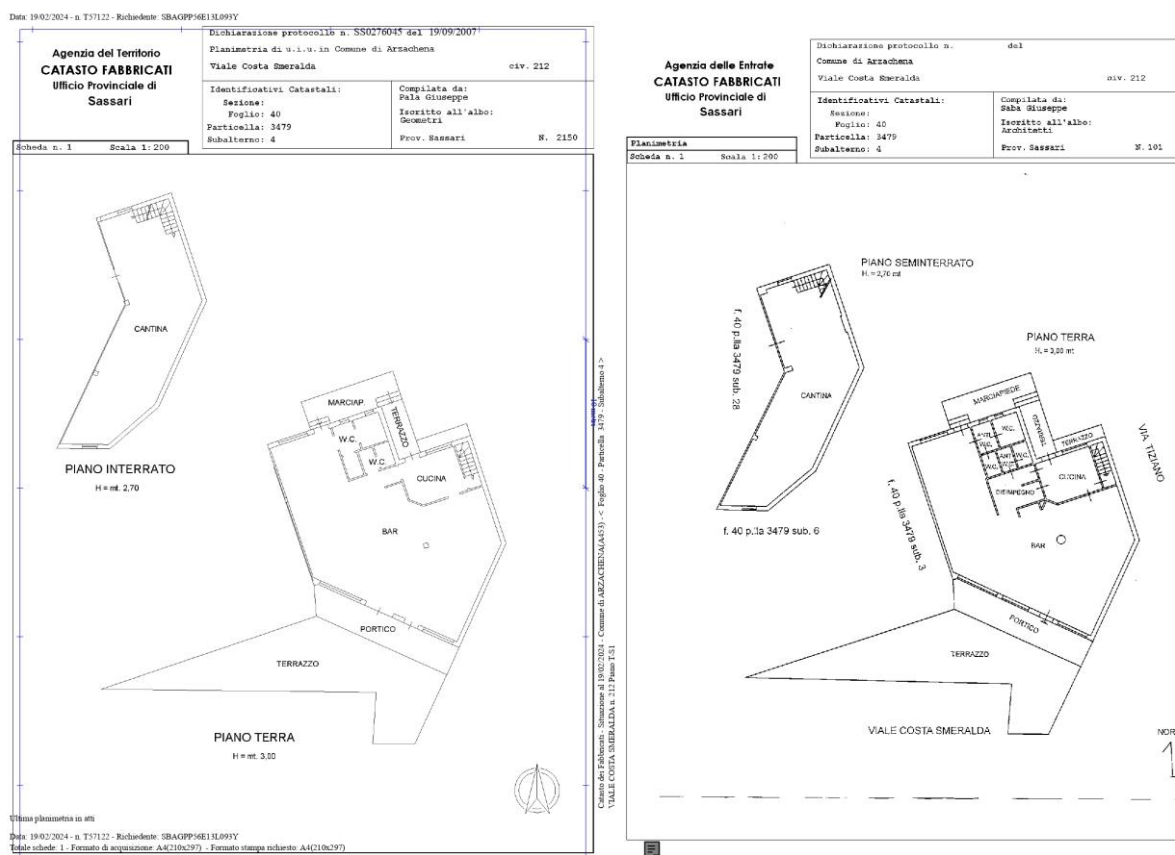 Data: 19/02/2024 - n. T57122 - Richiedente: SBAGPP56E13L093Y
Agenzia del Territorio
CATASTO FABBRICATI
Ufficio Provinciale di
Sassari
Dichiarazione protocollo n. SS0276045 del 19/09/2007
Planimetria di u.i.u. in Comune di Arzachena
Viale Costa Smeralda civ. 212
Identificativi Catastali:
Sezione:
Foglio: 40
Particella: 3479
Subalterno: 4
Compilata da:
Pala Giuseppe
Iscritto all'albo:
Geometri
Prov. Sassari N. 2150
Scheda n. 1 Scala 1:200
CANTINA
PIANO INTERRATO
H = mt. 2,70
MARCIAP.
TERRAZZO
W.C.
W.C.
CUCINA
BAR
PORTICO
TERRAZZO
PIANO TERRA
H = mt. 3,00
Catasto dei Fabbricati - Situazione al 19/02/2024 - Comune di ARZACHENA(A453) - < Foglio 40 - Particella 3479 - Subalterno 4 >
VIALE COSTA SMERALDA n. 212 Piano T-S1
Ultima planimetria in atti
Data: 19/02/2024 - n. T57122 - Richiedente: SBAGPP56E13L093Y
Totale schede: 1 - Formato di acquisizione: A4(210x297) - Formato stampa richiesto: A4(210x297)
Agenzia delle Entrate
CATASTO FABBRICATI
Ufficio Provinciale di
Sassari
Dichiarazione protocollo n. del
Comune di Arzachena
Viale Costa Smeralda civ. 212
Identificativi Catastali:
Sezione:
Foglio: 40
Particella: 3479
Subalterno: 4
Compilata da:
Saba Giuseppe
Iscritto all'albo:
Architetti
Prov. Sassari N. 101
Planimetria
Scheda n. 1 Scala 1:200
PIANO SEMINTERRATO
H. = 2,70 mt
f. 40 p.lla 3479 sub. 28
CANTINA
f. 40 p.lla 3479 sub. 6
PIANO TERRA
H. = 3,00 mt
MARCIAPIEDE
TERRAZZO
TERRAZZO
W.C.
W.C.
W.C.
W.C.
CUCINA
DISIMPEGNO
BAR
VIA TIZIANO
f. 40 p.lla 3479 sub. 3
PORTICO
TERRAZZO
VIALE COSTA SMERALDA
NOR